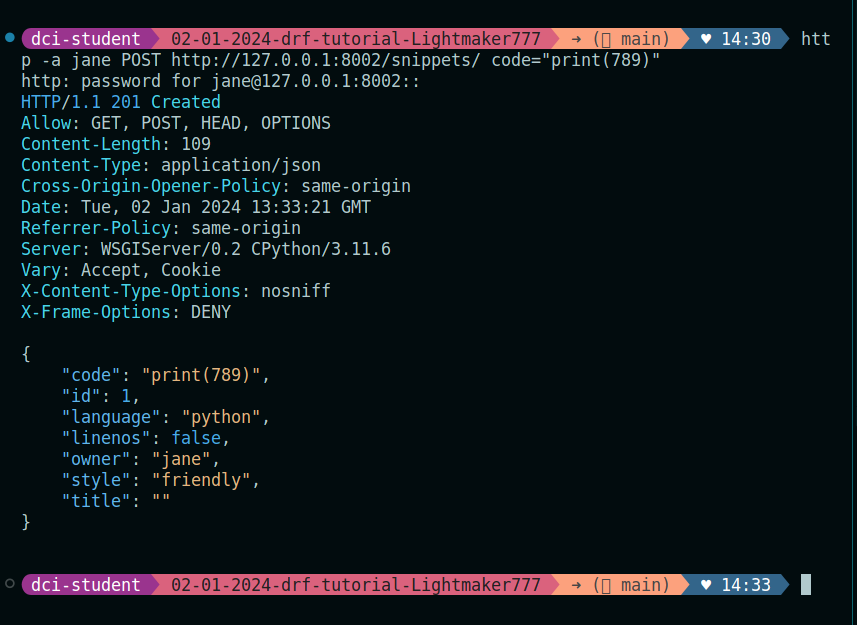 dci-student 02-01-2024-drf-tutorial-Lightmaker777 ➜ (▯ main) ♥ 14:30 htt
p -a jane POST http://127.0.0.1:8002/snippets/ code="print(789)"
http: password for jane@127.0.0.1:8002::
HTTP/1.1 201 Created
Allow: GET, POST, HEAD, OPTIONS
Content-Length: 109
Content-Type: application/json
Cross-Origin-Opener-Policy: same-origin
Date: Tue, 02 Jan 2024 13:33:21 GMT
Referrer-Policy: same-origin
Server: WSGIServer/0.2 CPython/3.11.6
Vary: Accept, Cookie
X-Content-Type-Options: nosniff
X-Frame-Options: DENY
{
    "code": "print(789)",
    "id": 1,
    "language": "python",
    "linenos": false,
    "owner": "jane",
    "style": "friendly",
    "title": ""
}
dci-student 02-01-2024-drf-tutorial-Lightmaker777 ➜ (▯ main) ♥ 14:33